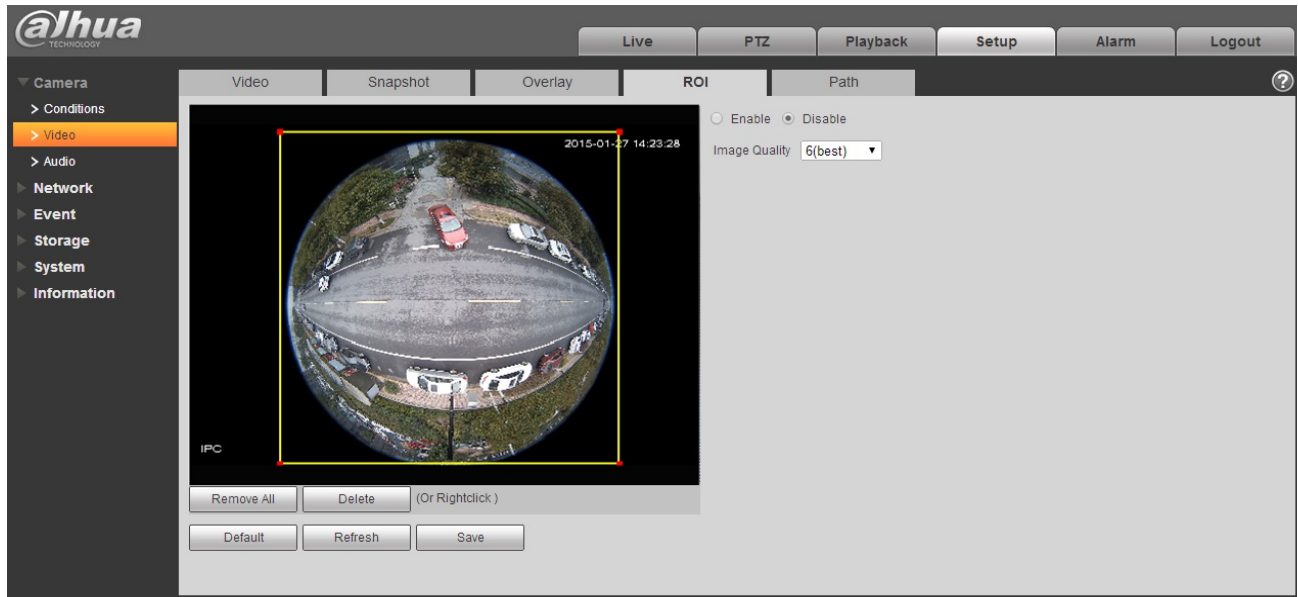 alhua
TECHNOLOGY
Live PTZ Playback Setup Alarm Logout
Camera
> Conditions
> Video
> Audio
Network
Event
Storage
System
Information
Video Snapshot Overlay ROI Path
?
2015-01-27 14:23:28
IPC
Enable Disable
Image Quality 6(best)
Remove All Delete (Or Rightclick )
Default Refresh Save